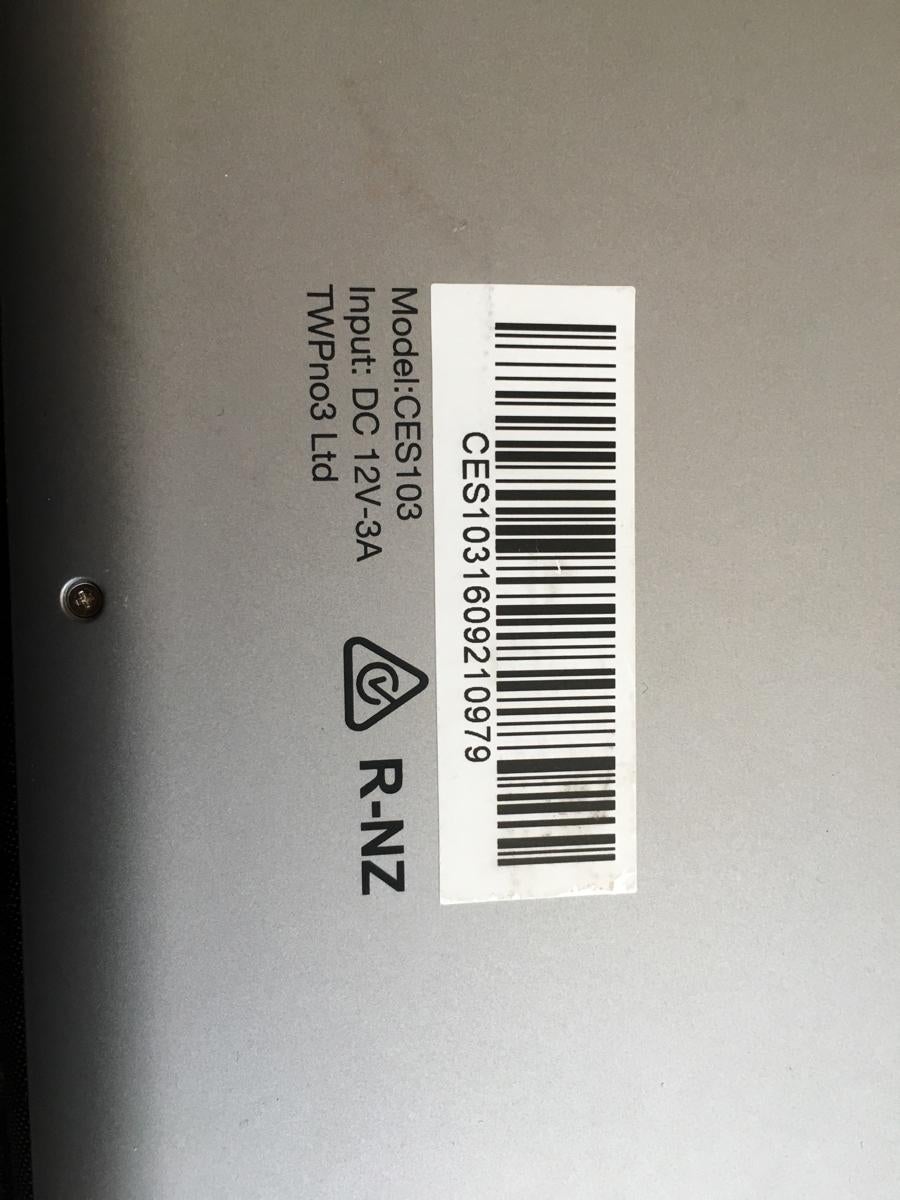 CES1031609210979
Model:CES103
Input: DC 12V-3A
TWPno3 Ltd
R-NZ